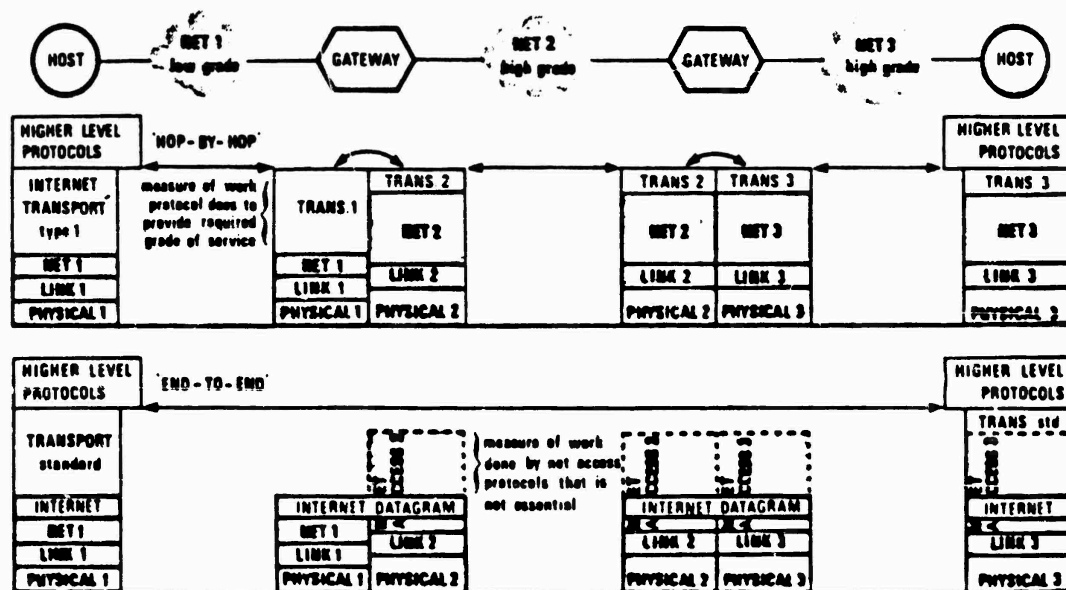 HOST
NET 1
low grade
GATEWAY
NET 2
high grade
GATEWAY
NET 3
high grade
HOST
HIGHER LEVEL
PROTOCOLS
'HOP-BY-HOP'
HIGHER LEVEL
PROTOCOLS
INTERNET
TRANSPORT
type 1
NET 1
LINK 1
PHYSICAL 1
measure of work
protocol does to
provide required
grade of service
TRANS.1
NET 1
LINK 1
PHYSICAL 1
TRANS 2
NET 2
LINK 2
PHYSICAL 2
TRANS 2
NET 2
LINK 2
PHYSICAL 2
TRANS 3
NET 3
LINK 3
PHYSICAL 3
TRANS 3
NET 3
LINK 3
PHYSICAL 3
HIGHER LEVEL
PROTOCOLS
'END-TO-END'
HIGHER LEVEL
PROTOCOLS
TRANSPORT
standard
INTERNET
NET 1
LINK 1
PHYSICAL 1
measure of work
done by net access
protocols that is
not essential
INTERNET DATAGRAM
NET 1
LINK 1
PHYSICAL 1
LINK 2
PHYSICAL 2
INTERNET DATAGRAM
LINK 2
PHYSICAL 2
LINK 3
PHYSICAL 3
TRANS std
INTERNET
LINK 3
PHYSICAL 3